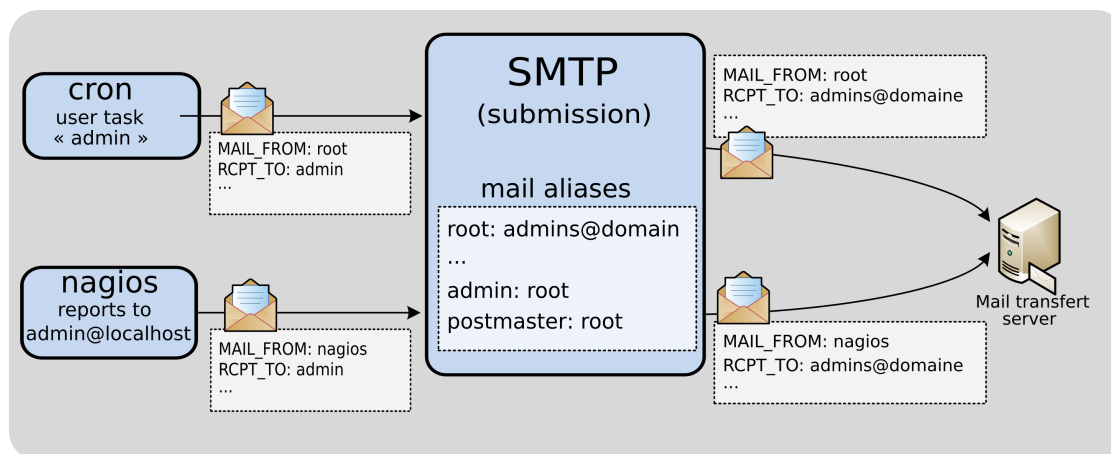 cron
user task
« admin »
MAIL_FROM: root
RCPT_TO: admin
...
nagios
reports to
admin@localhost
MAIL_FROM: nagios
RCPT_TO: admin
...
SMTP
(submission)
mail aliases
root: admins@domain
...
admin: root
postmaster: root
MAIL_FROM: root
RCPT_TO: admins@domaine
...
MAIL_FROM: nagios
RCPT_TO: admins@domaine
...
Mail transfert
server